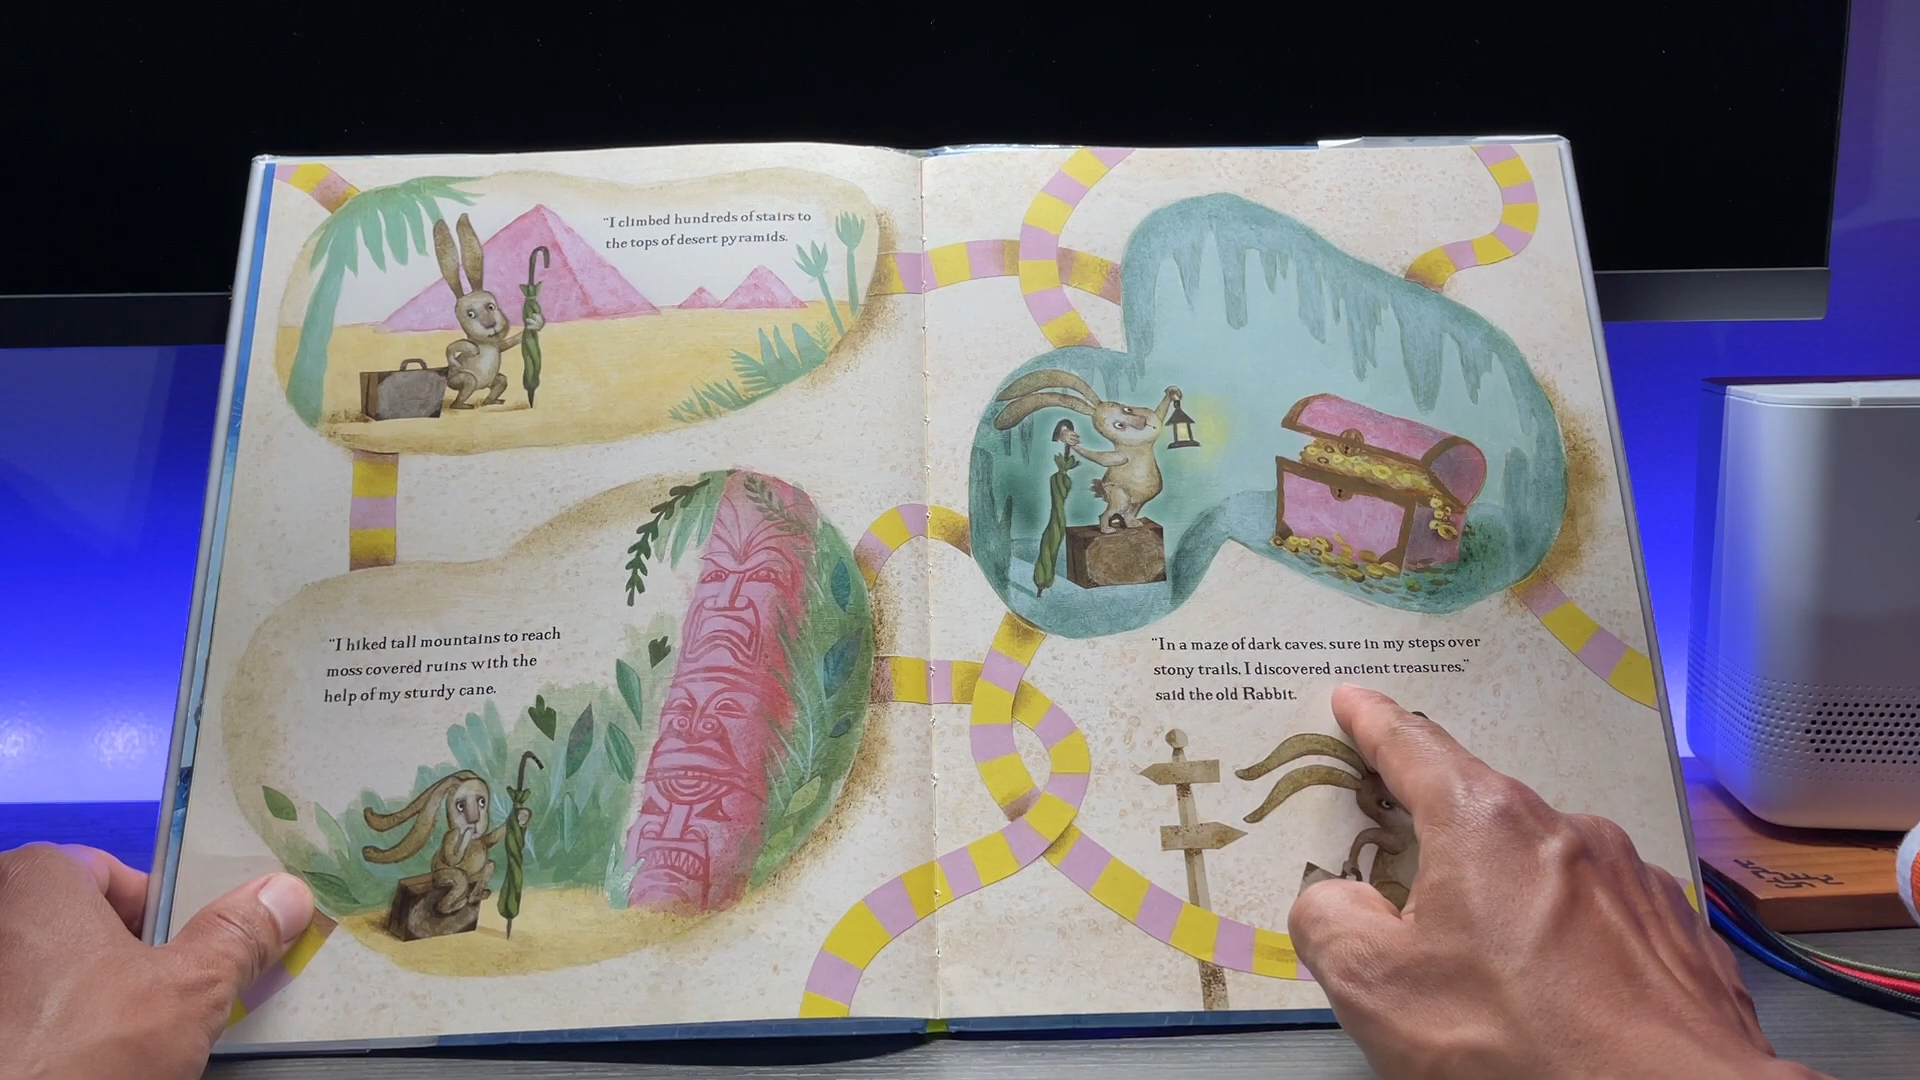 "I climbed hundreds of stairs to
the tops of desert pyramids.
"I hiked tall mountains to reach
moss covered ruins with the
help of my sturdy cane.
"In a maze of dark caves, sure in my steps over
stony trails, I discovered ancient treasures,"
said the old Rabbit.